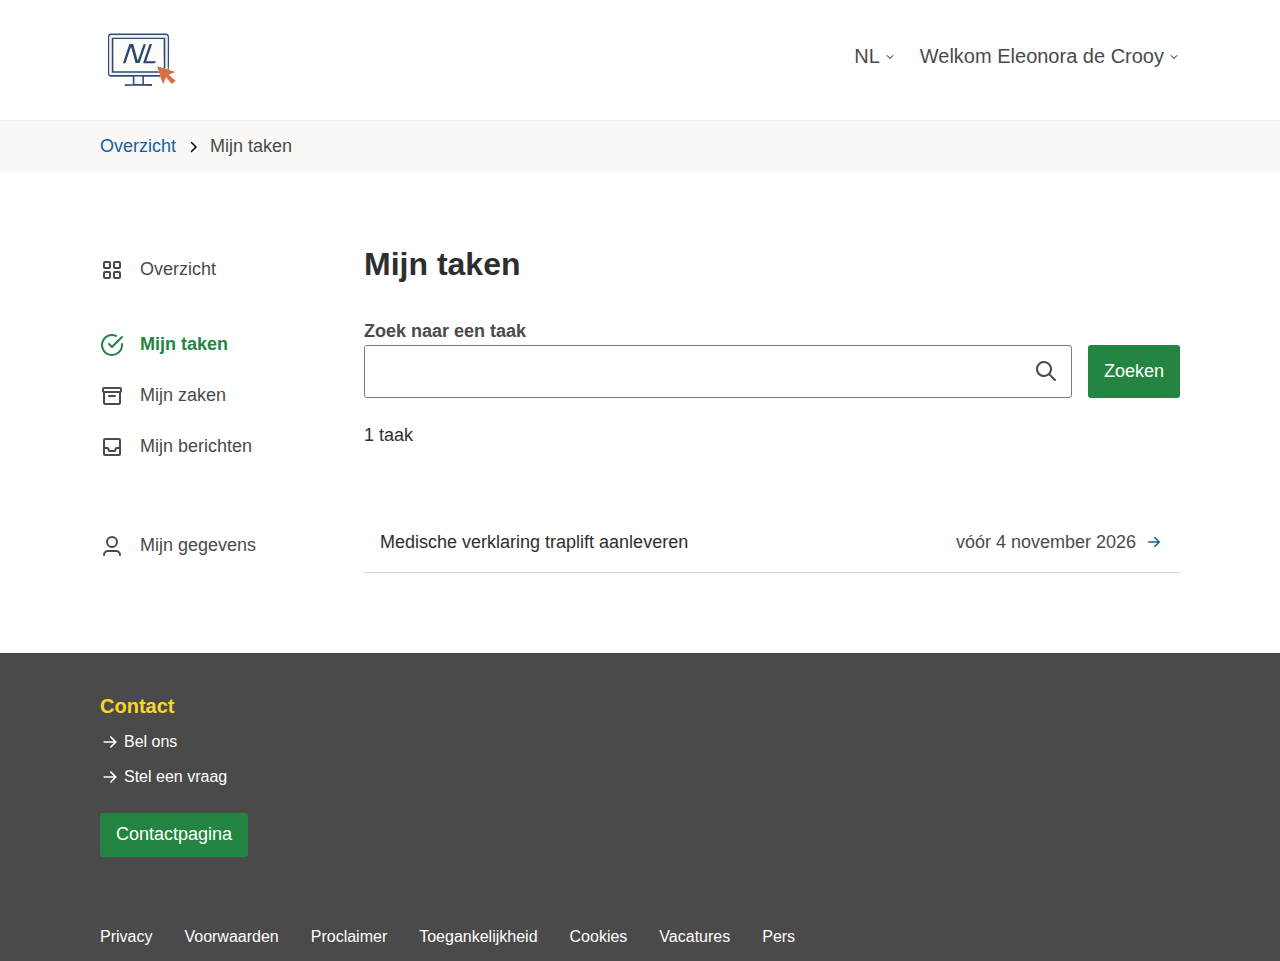 NL
NL
Welkom Eleonora de Crooy
Overzicht
Mijn taken
Overzicht
Mijn taken
Mijn zaken
Mijn berichten
Mijn gegevens
Mijn taken
Zoek naar een taak
Zoeken
1 taak
Medische verklaring traplift aanleveren
vóór 4 november 2026
Contact
Bel ons
Stel een vraag
Contactpagina
Privacy
Voorwaarden
Proclaimer
Toegankelijkheid
Cookies
Vacatures
Pers